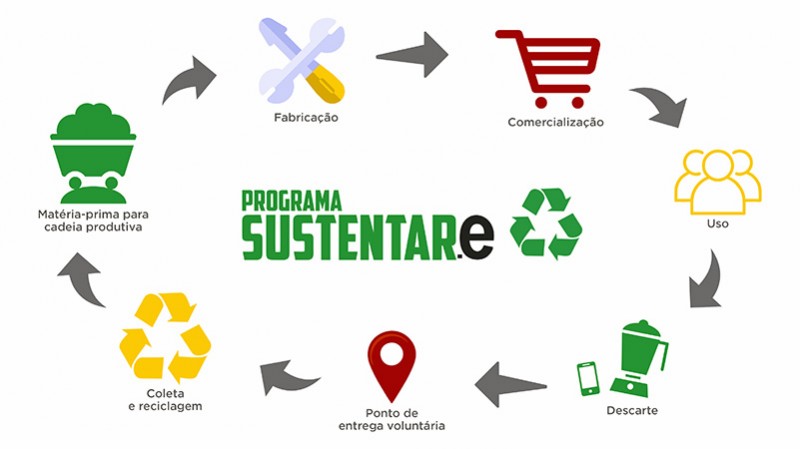 Fabricação
Comercialização
Uso
Descarte
Ponto de
entrega voluntária
Coleta
e reciclagem
Matéria-prima para
cadeia produtiva
PROGRAMA
SUSTENTAR.e